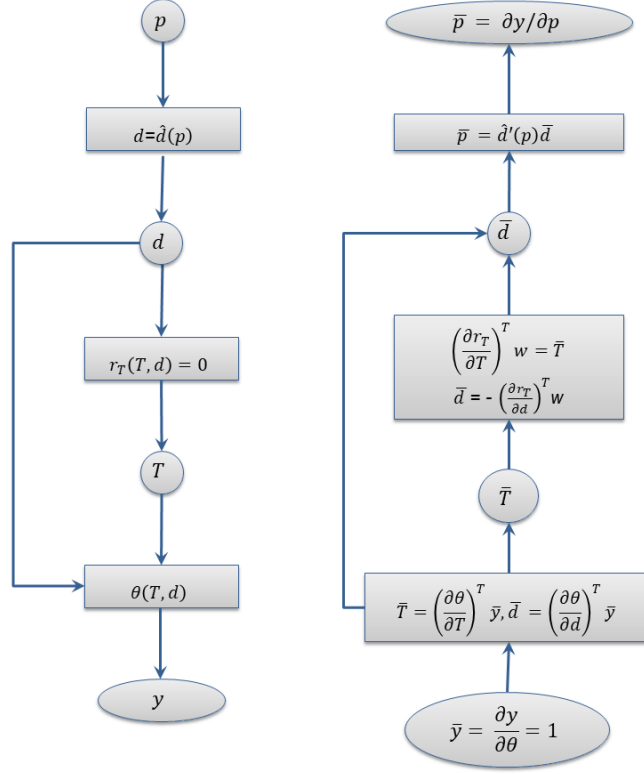 p
d=d̂(p)
d
r_T(T, d) = 0
T
θ(T, d)
y
p̄ = ∂y/∂p
p̄ = d̂′(p)d̄
d̄
(∂r_T/∂T)^T w = T̄
d̄ = - (∂r_T/∂d)^T w
T̄
T̄ = (∂θ/∂T)^T ȳ, d̄ = (∂θ/∂d)^T ȳ
ȳ = ∂y/∂θ = 1